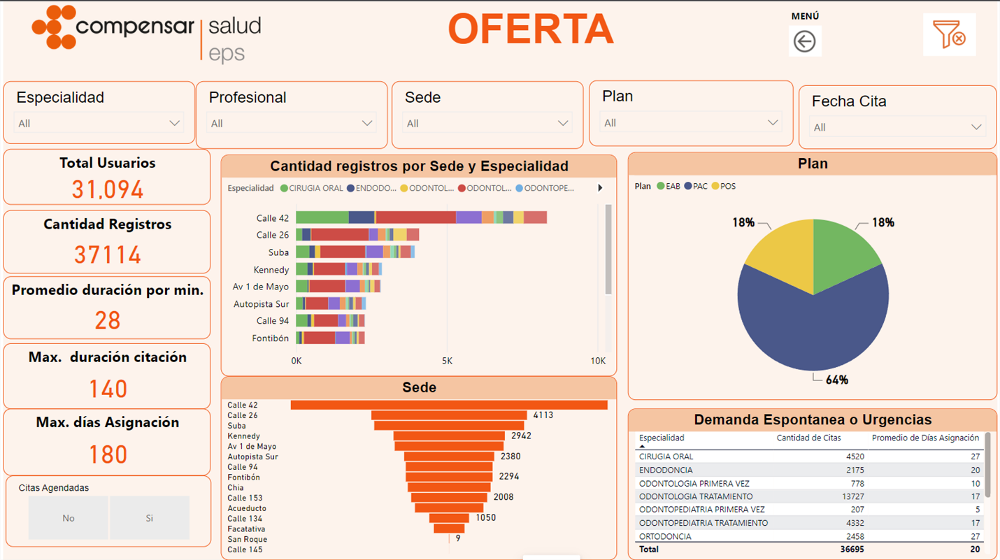 compensar salud
eps
OFERTA
MENÚ
Especialidad
All
Profesional
All
Sede
All
Plan
All
Fecha Cita
All
Total Usuarios
31,094
Cantidad Registros
37114
Promedio duración por min.
28
Max. duración citación
140
Max. días Asignación
180
Citas Agendadas
No
Si
Cantidad registros por Sede y Especialidad
Especialidad CIRUGIA ORAL ENDODO... ODONTOL... ODONTOL... ODONTOPE...
Calle 42
Calle 26
Suba
Kennedy
Av 1 de Mayo
Autopista Sur
Calle 94
Fontibón
0K 5K 10K
Sede
Calle 42
Calle 26 4113
Suba
Kennedy 2942
Av 1 de Mayo
Autopista Sur 2380
Calle 94
Fontibón 2294
Chia
Calle 153 2008
Acueducto
Calle 134 1050
Facatativa
San Roque 9
Calle 145
Plan
Plan EAB PAC POS
18% 18%
64%
Demanda Espontanea o Urgencias
Especialidad Cantidad de Citas Promedio de Días Asignación
CIRUGIA ORAL 4520 27
ENDODONCIA 2175 20
ODONTOLOGIA PRIMERA VEZ 778 10
ODONTOLOGIA TRATAMIENTO 13727 17
ODONTOPEDIATRIA PRIMERA VEZ 207 5
ODONTOPEDIATRIA TRATAMIENTO 4332 17
ORTODONCIA 2458 27
Total 36695 20